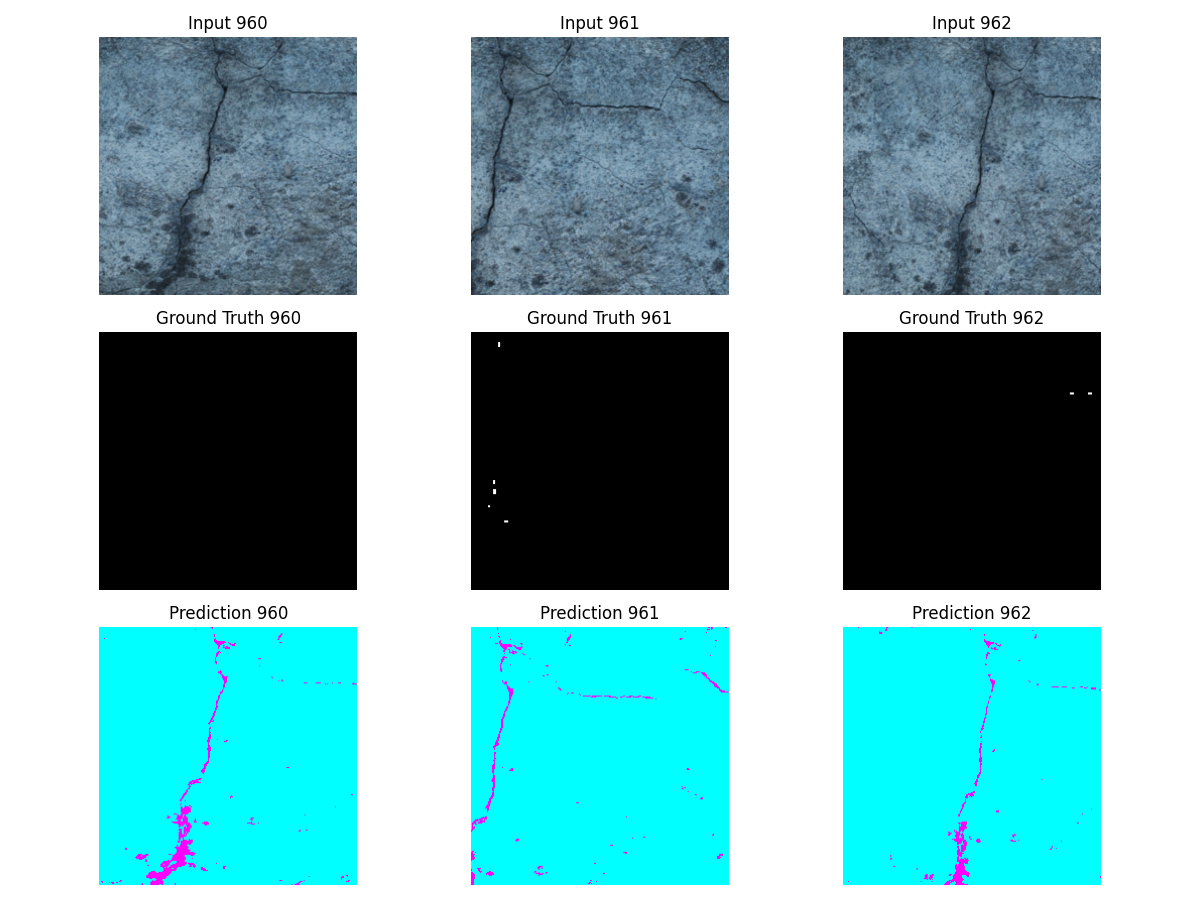 Input 960
Input 961
Input 962
Ground Truth 960
Ground Truth 961
Ground Truth 962
Prediction 960
Prediction 961
Prediction 962